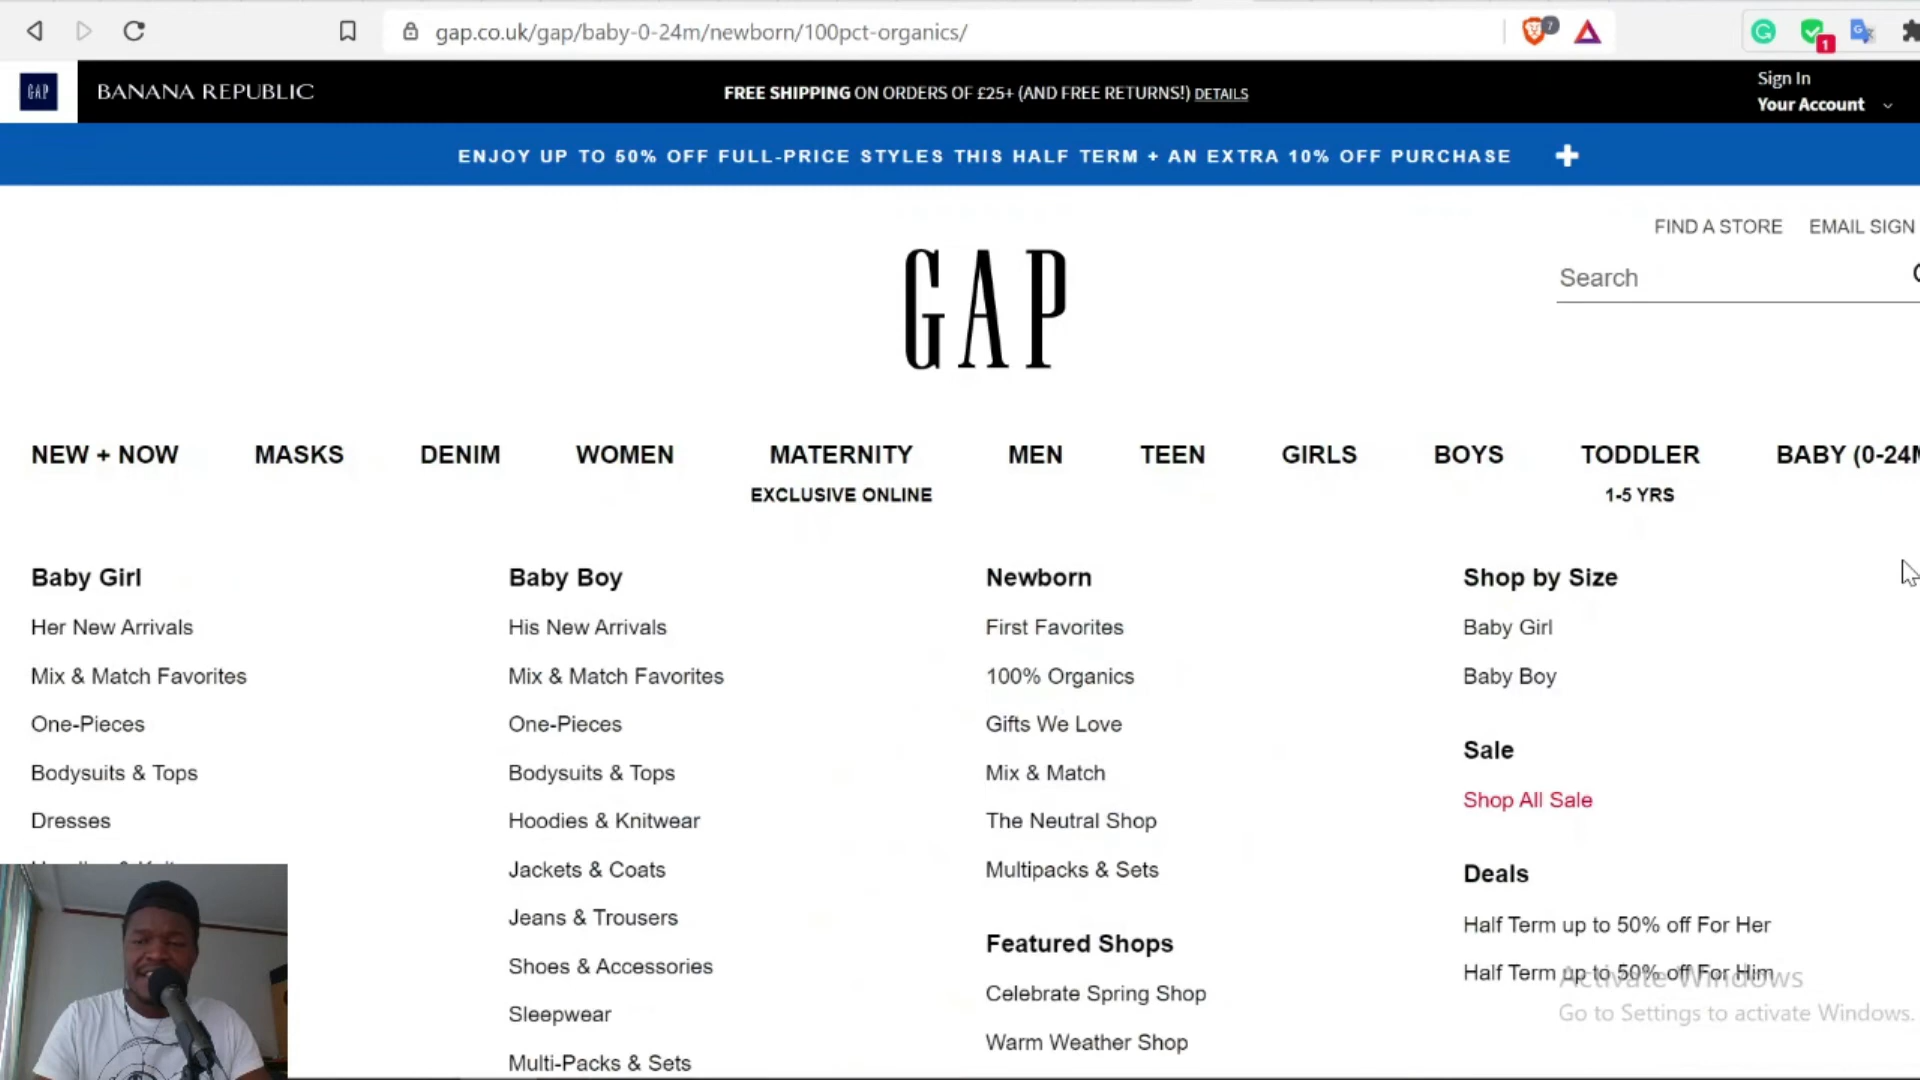 gap.co.uk/gap/baby-0-24m/newborn/100pct-organics/
7
1
GAP
BANANA REPUBLIC
FREE SHIPPING ON ORDERS OF £25+ (AND FREE RETURNS!) DETAILS
Sign In
Your Account
ENJOY UP TO 50% OFF FULL-PRICE STYLES THIS HALF TERM + AN EXTRA 10% OFF PURCHASE +
FIND A STORE EMAIL SIGN
GAP
Search
NEW + NOW MASKS DENIM WOMEN MATERNITY MEN TEEN GIRLS BOYS TODDLER BABY (0-24M
EXCLUSIVE ONLINE 1-5 YRS
Baby Girl
Her New Arrivals
Mix & Match Favorites
One-Pieces
Bodysuits & Tops
Dresses
Baby Boy
His New Arrivals
Mix & Match Favorites
One-Pieces
Bodysuits & Tops
Hoodies & Knitwear
Jackets & Coats
Jeans & Trousers
Shoes & Accessories
Sleepwear
Multi-Packs & Sets
Newborn
First Favorites
100% Organics
Gifts We Love
Mix & Match
The Neutral Shop
Multipacks & Sets
Featured Shops
Celebrate Spring Shop
Warm Weather Shop
Shop by Size
Baby Girl
Baby Boy
Sale
Shop All Sale
Deals
Half Term up to 50% off For Her
Half Term up to 50% off For Him
Activate Windows
Go to Settings to activate Windows.